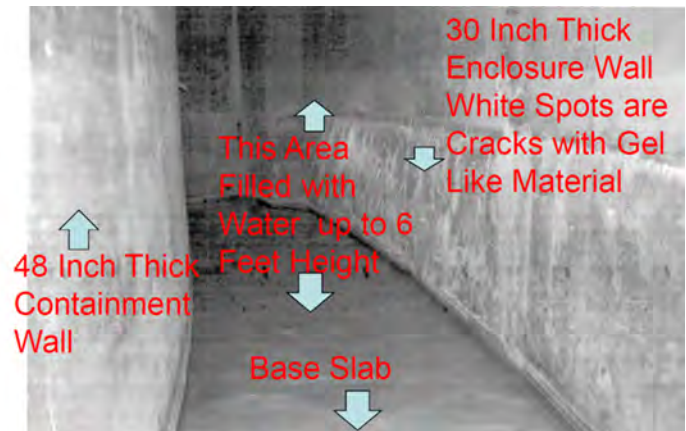 30 Inch Thick
Enclosure Wall
White Spots are
Cracks with Gel
Like Material
This Area
Filled with
Water up to 6
Feet Height
48 Inch Thick
Containment
Wall
Base Slab